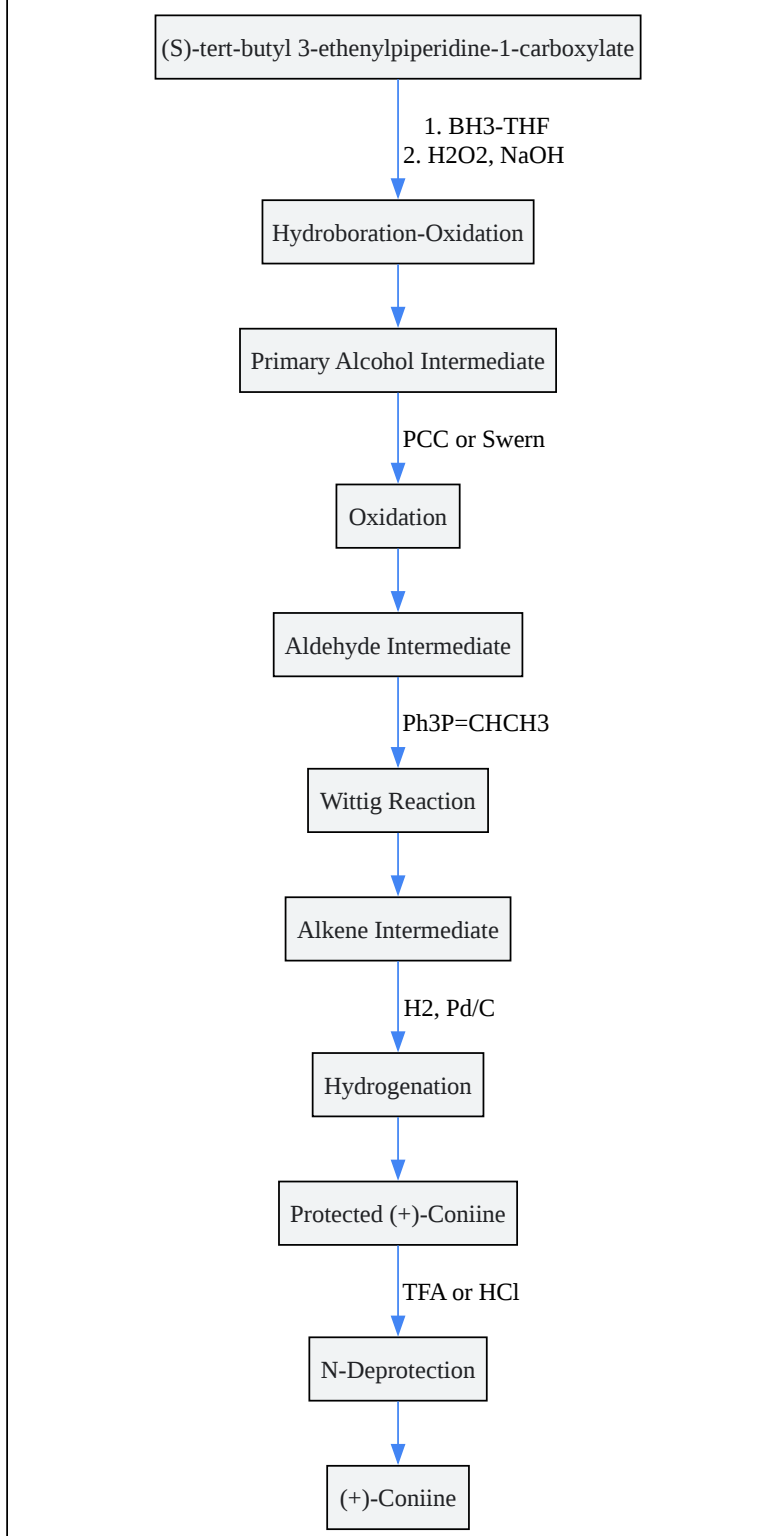 (S)-tert-butyl 3-ethenylpiperidine-1-carboxylate
1. BH3-THF
2. H2O2, NaOH
Hydroboration-Oxidation
Primary Alcohol Intermediate
PCC or Swern
Oxidation
Aldehyde Intermediate
Ph3P=CHCH3
Wittig Reaction
Alkene Intermediate
H2, Pd/C
Hydrogenation
Protected (+)-Coniine
TFA or HCl
N-Deprotection
(+)-Coniine